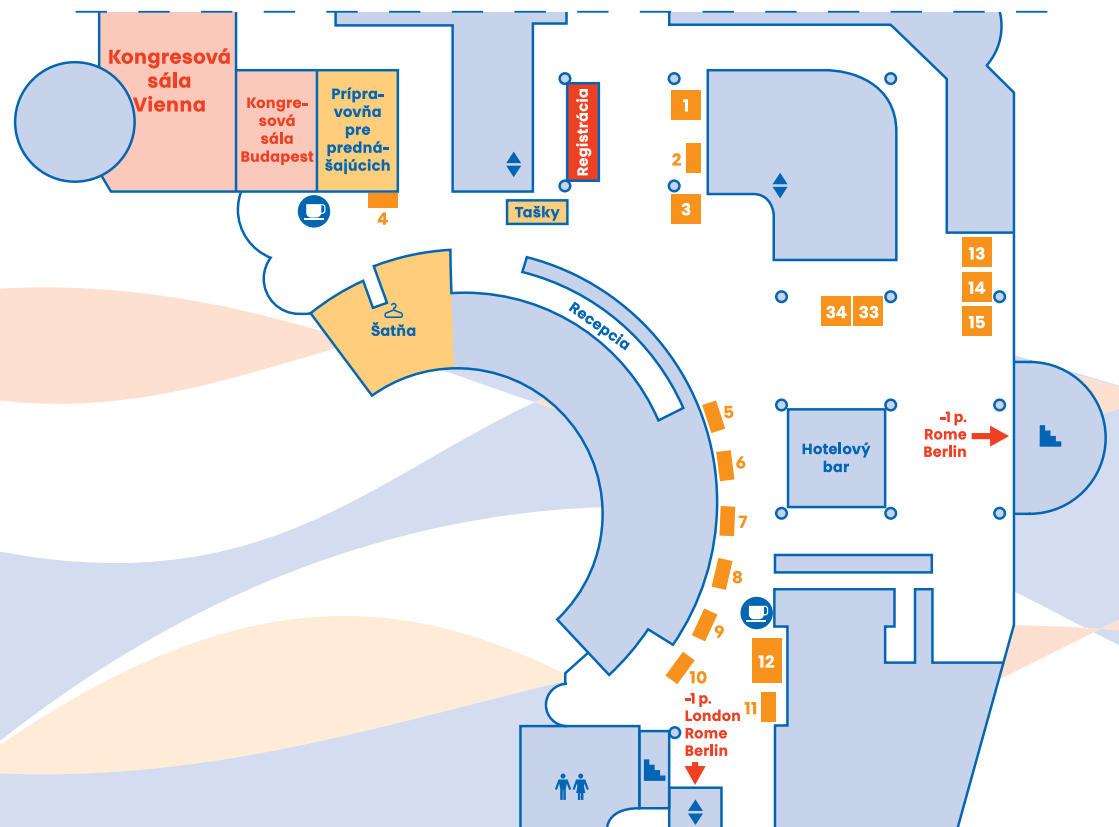 Kongresová
sála
Vienna
Kongre-
sová
sála
Budapest
Prípra-
vovňa
pre
predná-
šajúcich
Registrácia
Tašky
1
2
3
4
Šatňa
Recepcia
13
14
15
34 33
5
6
7
8
9
10
Hotelový
bar
-1 p.
Rome
Berlin
12
11
-1 p.
London
Rome
Berlin